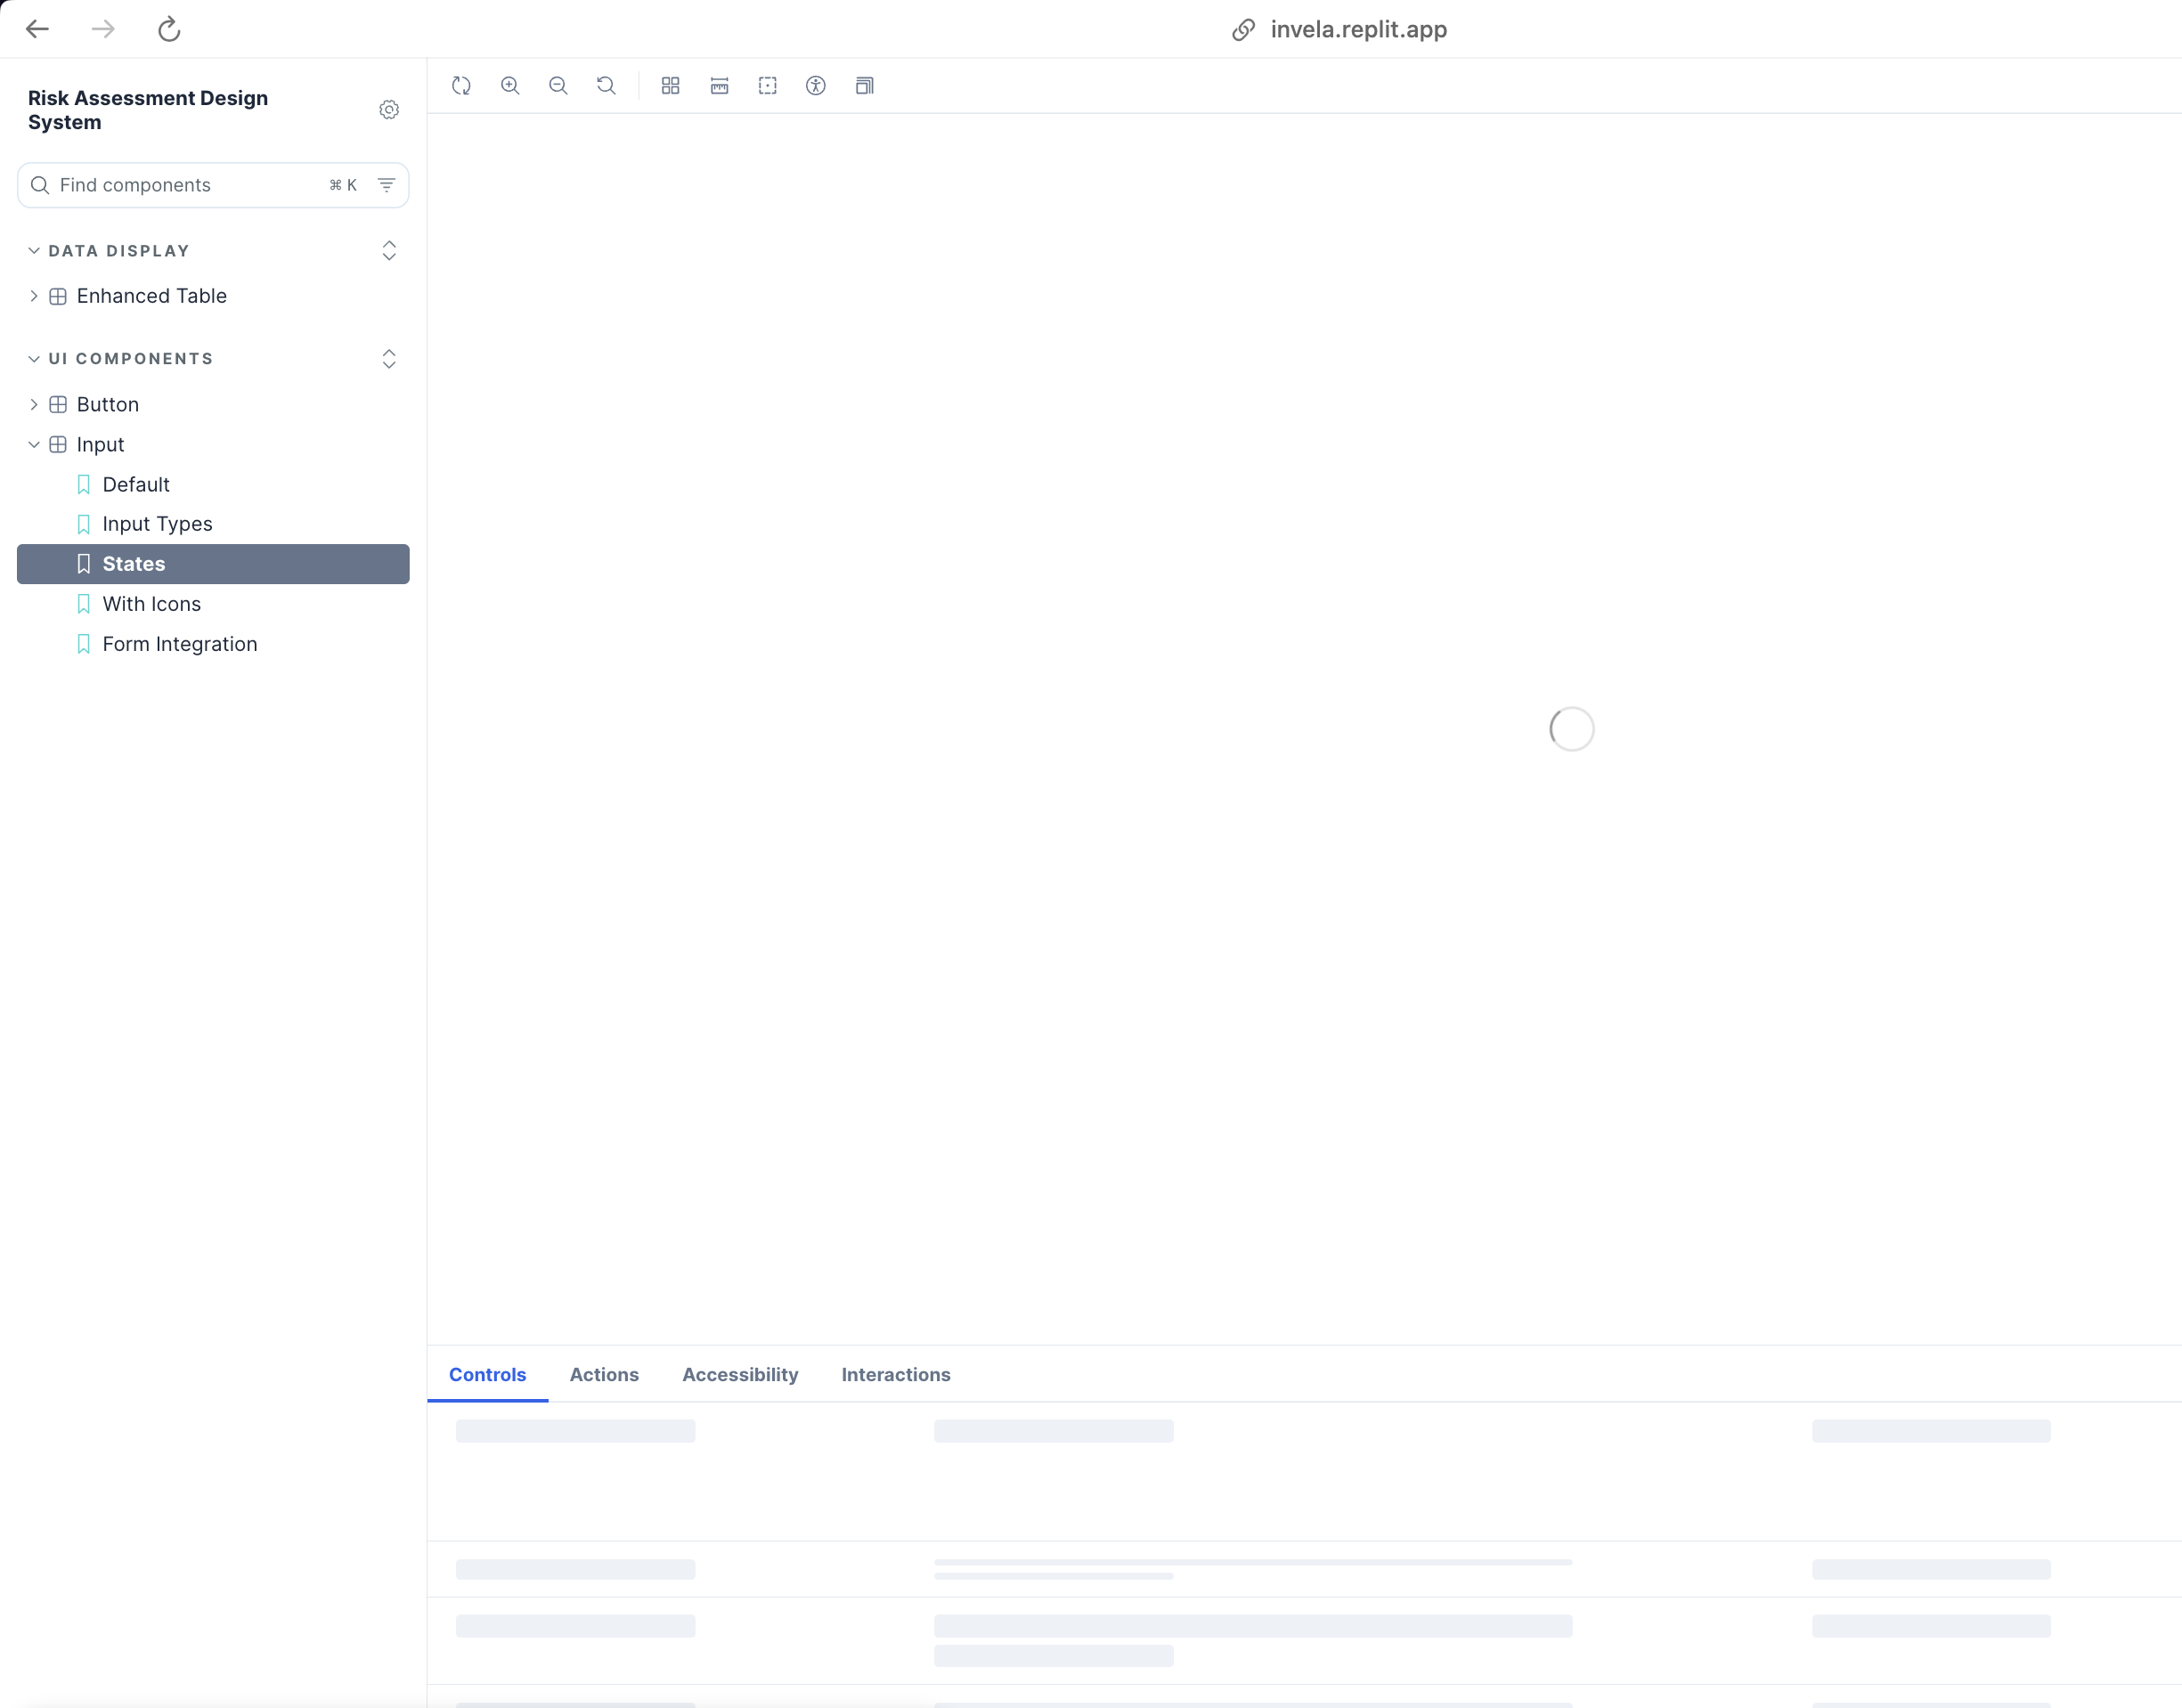 invela.replit.app
Risk Assessment Design
System
Find components ⌘ K
DATA DISPLAY
Enhanced Table
UI COMPONENTS
Button
Input
Default
Input Types
States
With Icons
Form Integration
Controls Actions Accessibility Interactions